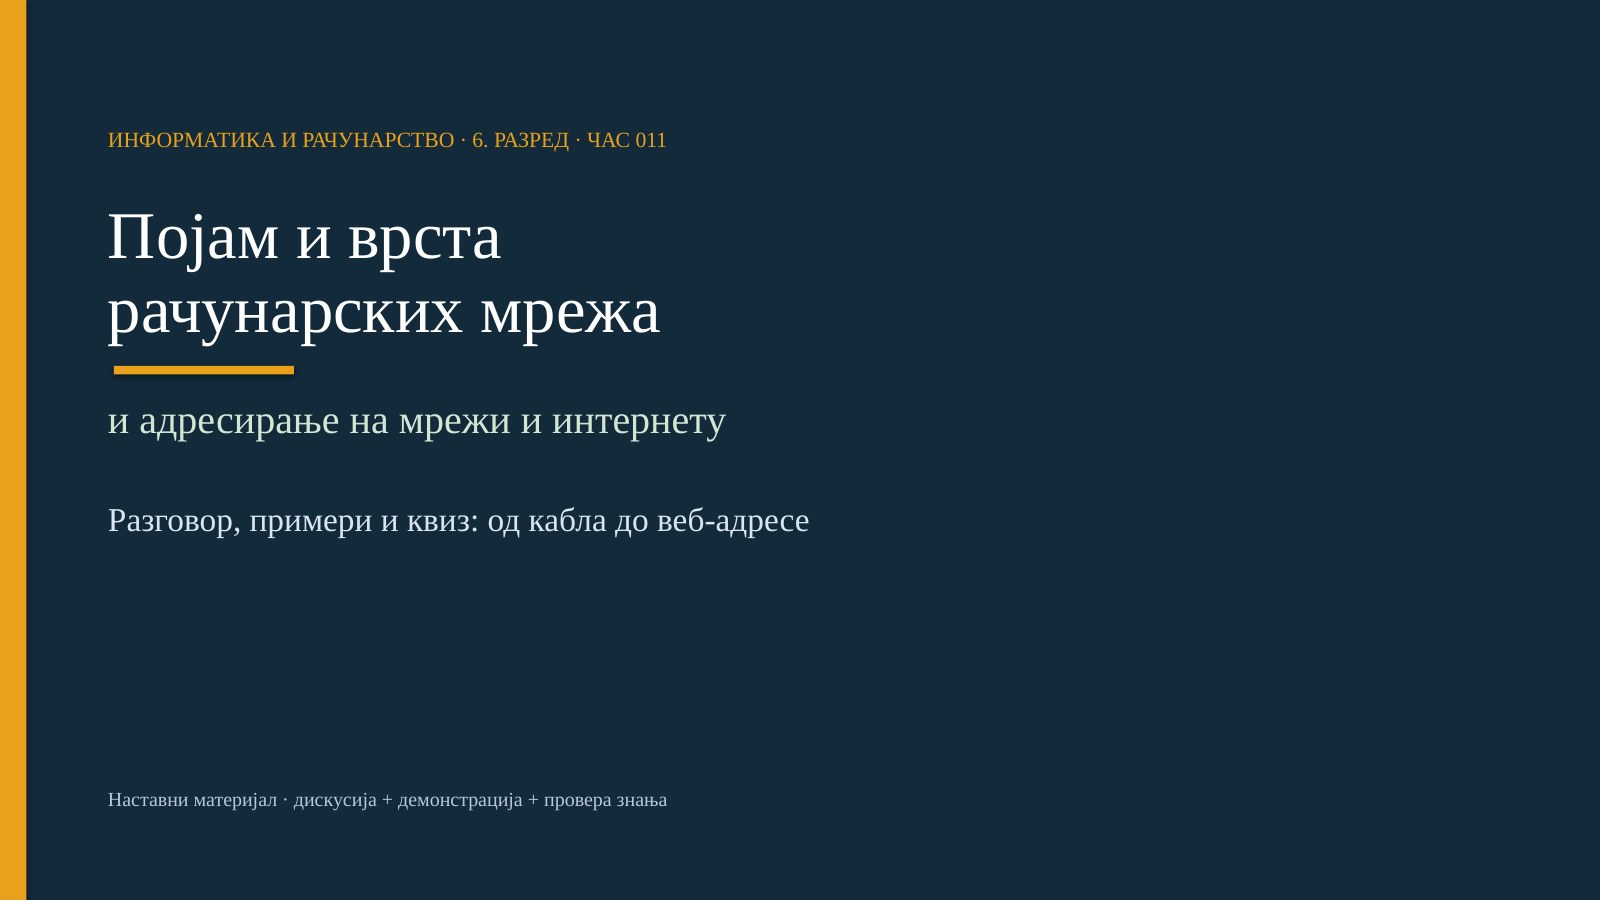 ИНФОРМАТИКА И РАЧУНАРСТВО · 6. РАЗРЕД · ЧАС 011
Појам и врста
рачунарских мрежа
и адресирање на мрежи и интернету
Разговор, примери и квиз: од кабла до веб-адресе
Наставни материјал · дискусија + демонстрација + провера знања